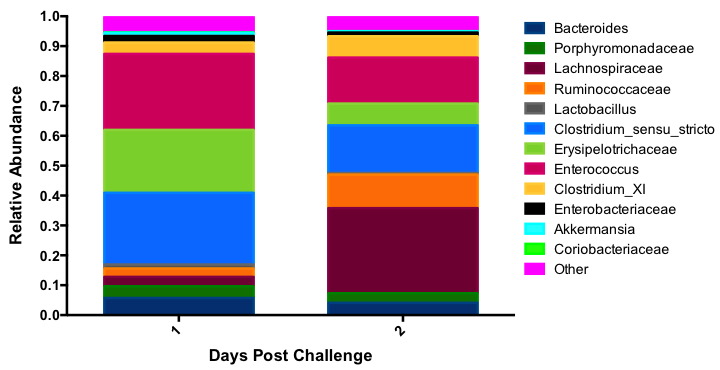 1.0
0.9
0.8
0.7
0.6
0.5
0.4
0.3
0.2
0.1
0.0
Relative Abundance
1
2
Days Post Challenge
Bacteroides
Porphyromonadaceae
Lachnospiraceae
Ruminococcaceae
Lactobacillus
Clostridium_sensu_stricto
Erysipelotrichaceae
Enterococcus
Clostridium_XI
Enterobacteriaceae
Akkermansia
Coriobacteriaceae
Other